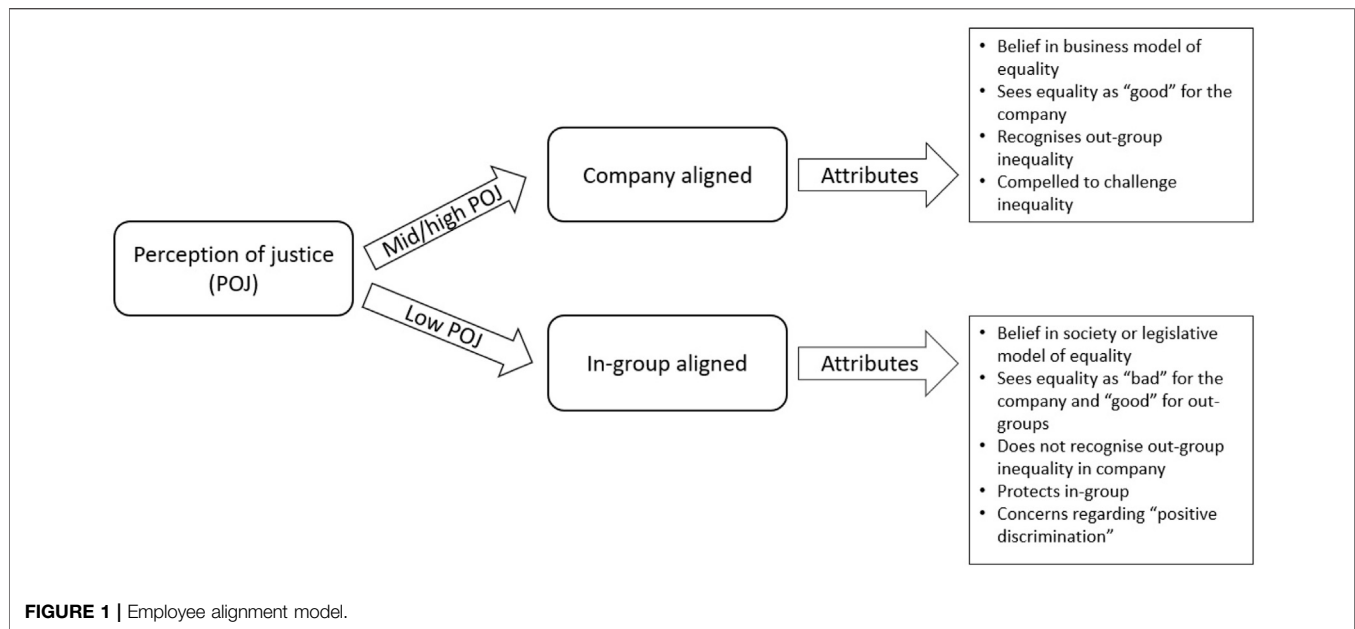 Perception of justice
(POJ)
Mid/high POJ
Low POJ
Company aligned
Attributes
• Belief in business model of
equality
• Sees equality as “good” for the
company
• Recognises out-group
inequality
• Compelled to challenge
inequality
In-group aligned
Attributes
• Belief in society or legislative
model of equality
• Sees equality as “bad” for the
company and “good” for out-
groups
• Does not recognise out-group
inequality in company
• Protects in-group
• Concerns regarding “positive
discrimination”
FIGURE 1 | Employee alignment model.